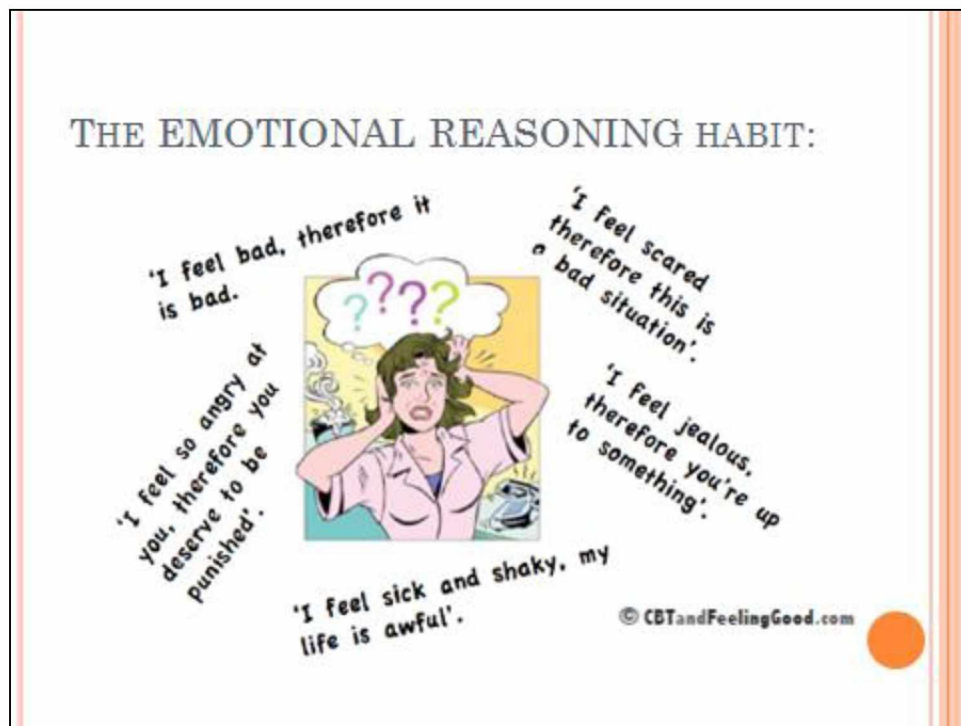 THE EMOTIONAL REASONING HABIT:
'I feel bad, therefore it
is bad.
'I feel scared
therefore this is
a bad situation'.
'I feel so angry at
you, therefore you
deserve to be
punished'.
'I feel jealous,
therefore you're up
to something'.
'I feel sick and shaky, my
life is awful'.
? ? ? ?
© CBTandFeelingGood.com